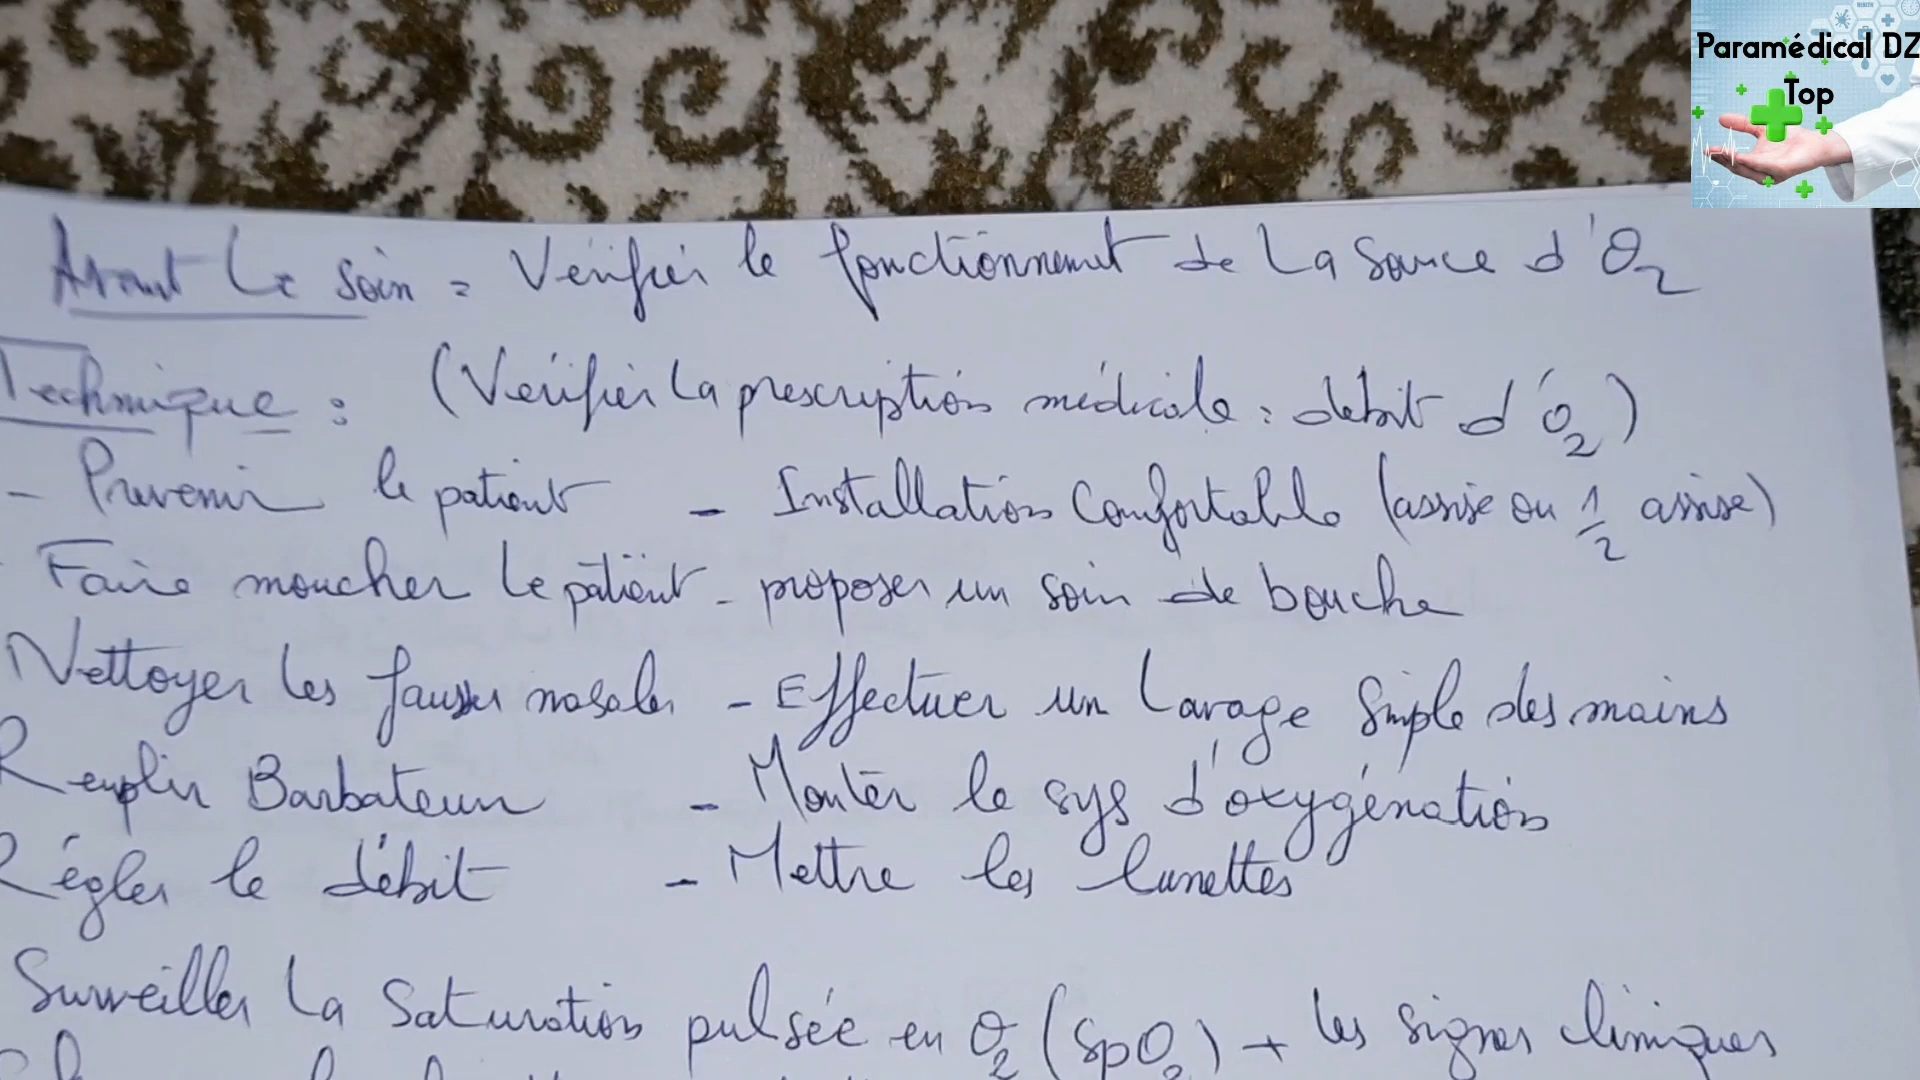 Paramédical DZ
Top
Avant Le soin = Vérifier le fonctionnement de La source d'O2
Technique : (Vérifier La prescription médicale : débit d'O2)
- Prevenir le patient - Installation Confortable (assise ou 1/2 assise)
Faire moucher Le patient - proposer un soin de bouche
Nettoyer les fausses nasales - Effectuer un Lavage Simple des mains
Remplir Barbateur - Monter le sys d'oxygénation
Régler le débit - Mettre les lunettes
Surveiller La Saturation pulsée en O2 (SpO2) + les signes cliniques